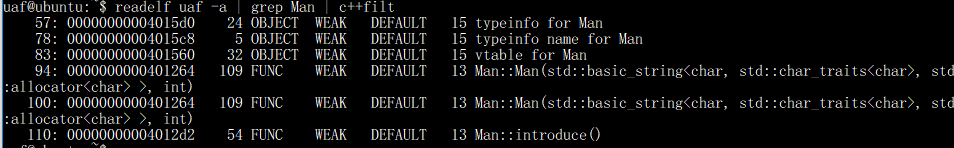 uaf@ubuntu:~$ readelf uaf -a | grep Man | c++filt
57: 00000000004015d0 24 OBJECT WEAK DEFAULT 15 typeinfo for Man
78: 00000000004015c8 5 OBJECT WEAK DEFAULT 15 typeinfo name for Man
83: 0000000000401560 32 OBJECT WEAK DEFAULT 15 vtable for Man
94: 0000000000401264 109 FUNC WEAK DEFAULT 13 Man::Man(std::basic_string<char, std::char_traits<char>, std
:allocator<char> >, int)
100: 0000000000401264 109 FUNC WEAK DEFAULT 13 Man::Man(std::basic_string<char, std::char_traits<char>, std
:allocator<char> >, int)
110: 00000000004012d2 54 FUNC WEAK DEFAULT 13 Man::introduce()